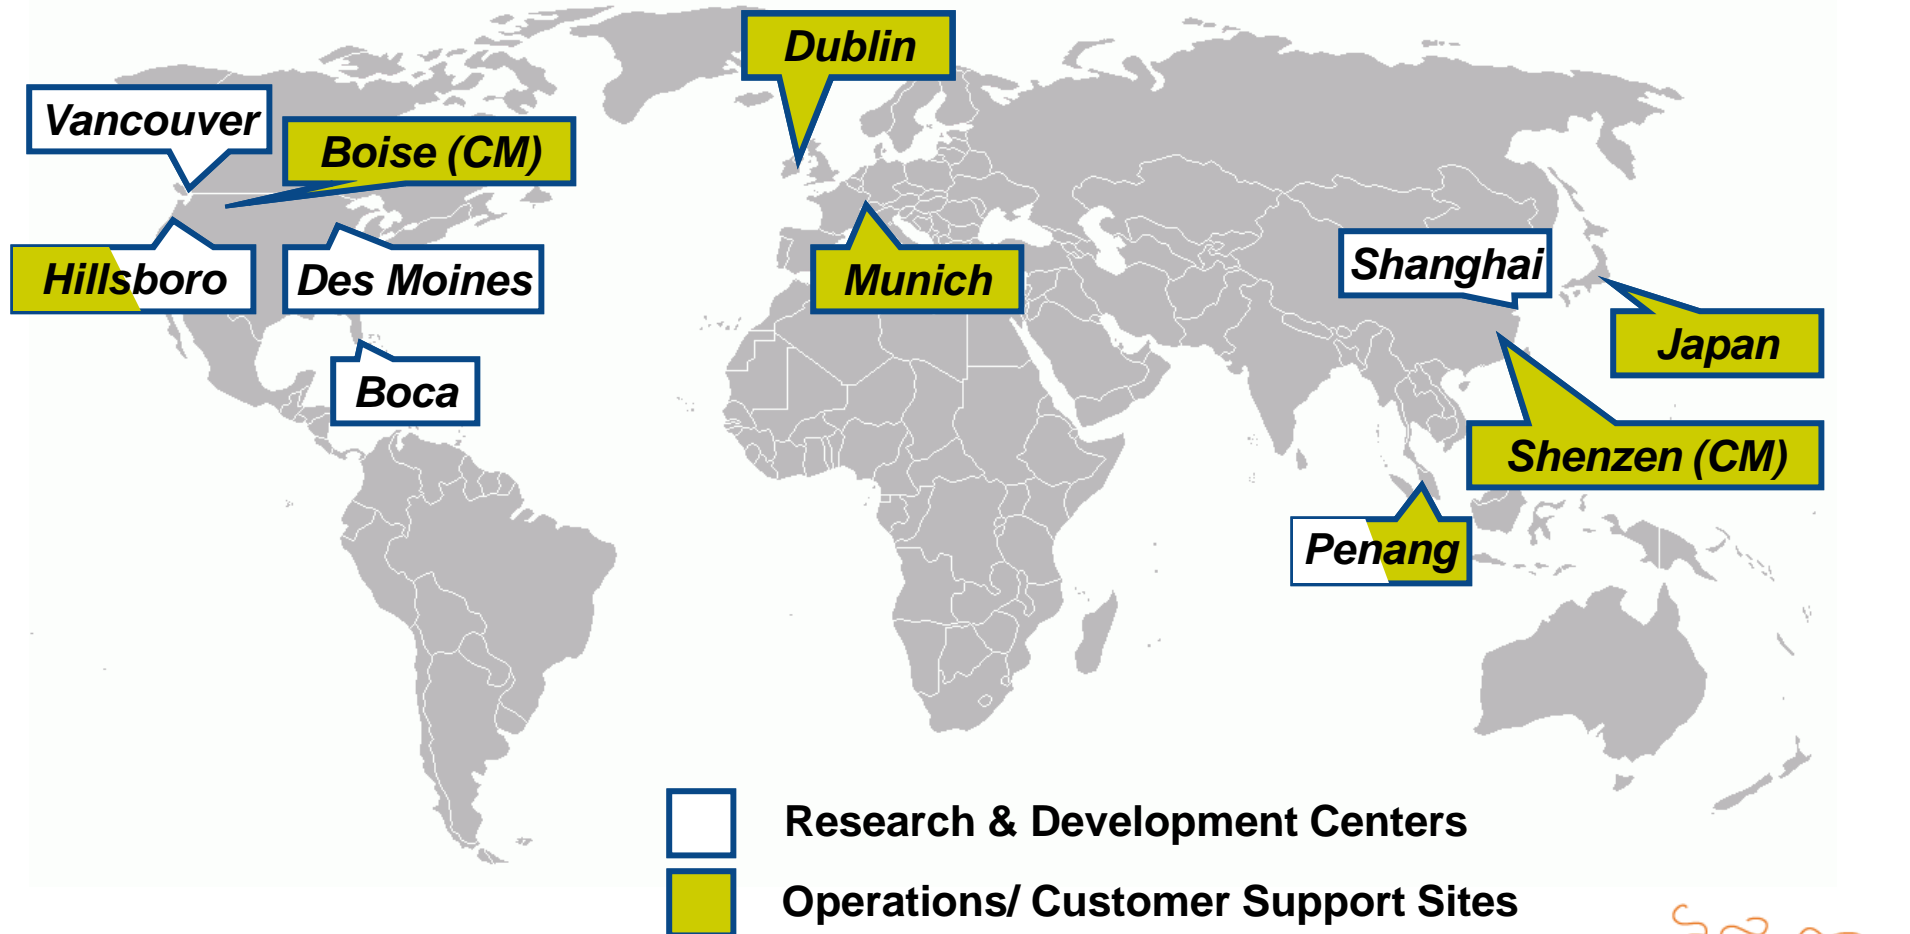 Dublin
Vancouver
Boise (CM)
Hillsboro
Des Moines
Munich
Shanghai
Japan
Boca
Shenzen (CM)
Penang
Research & Development Centers
Operations/ Customer Support Sites